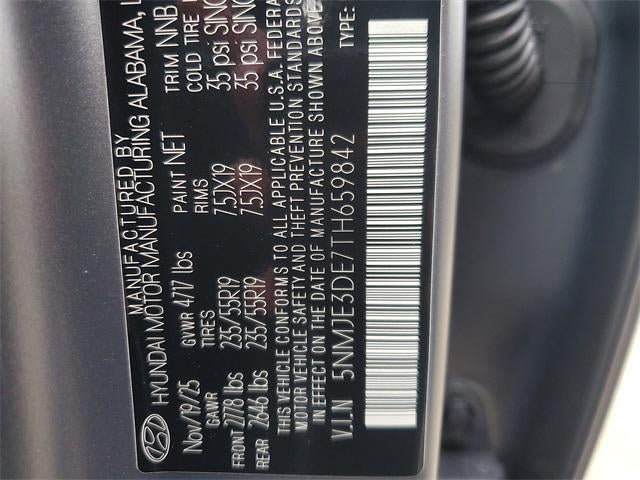 MANUFACTURED BY
HYUNDAI MOTOR MANUFACTURING ALABAMA,
Nov/19/25 GVWR 4717 lbs PAINT NET TRIM NNB
GAWR TIRES RIMS COLD TIRE
FRONT 2778 lbs 235/55R19 7.5JX19 35 psi SING
REAR 2646 lbs 235/55R19 7.5JX19 35 psi SING
THIS VEHICLE CONFORMS TO ALL APPLICABLE U.S.A. FEDERA
MOTOR VEHICLE SAFETY AND THEFT PREVENTION STANDARDS
IN EFFECT ON THE DATE OF MANUFACTURE SHOWN ABOVE
V.I.N 5NMJE3DE7TH659842 TYPE: